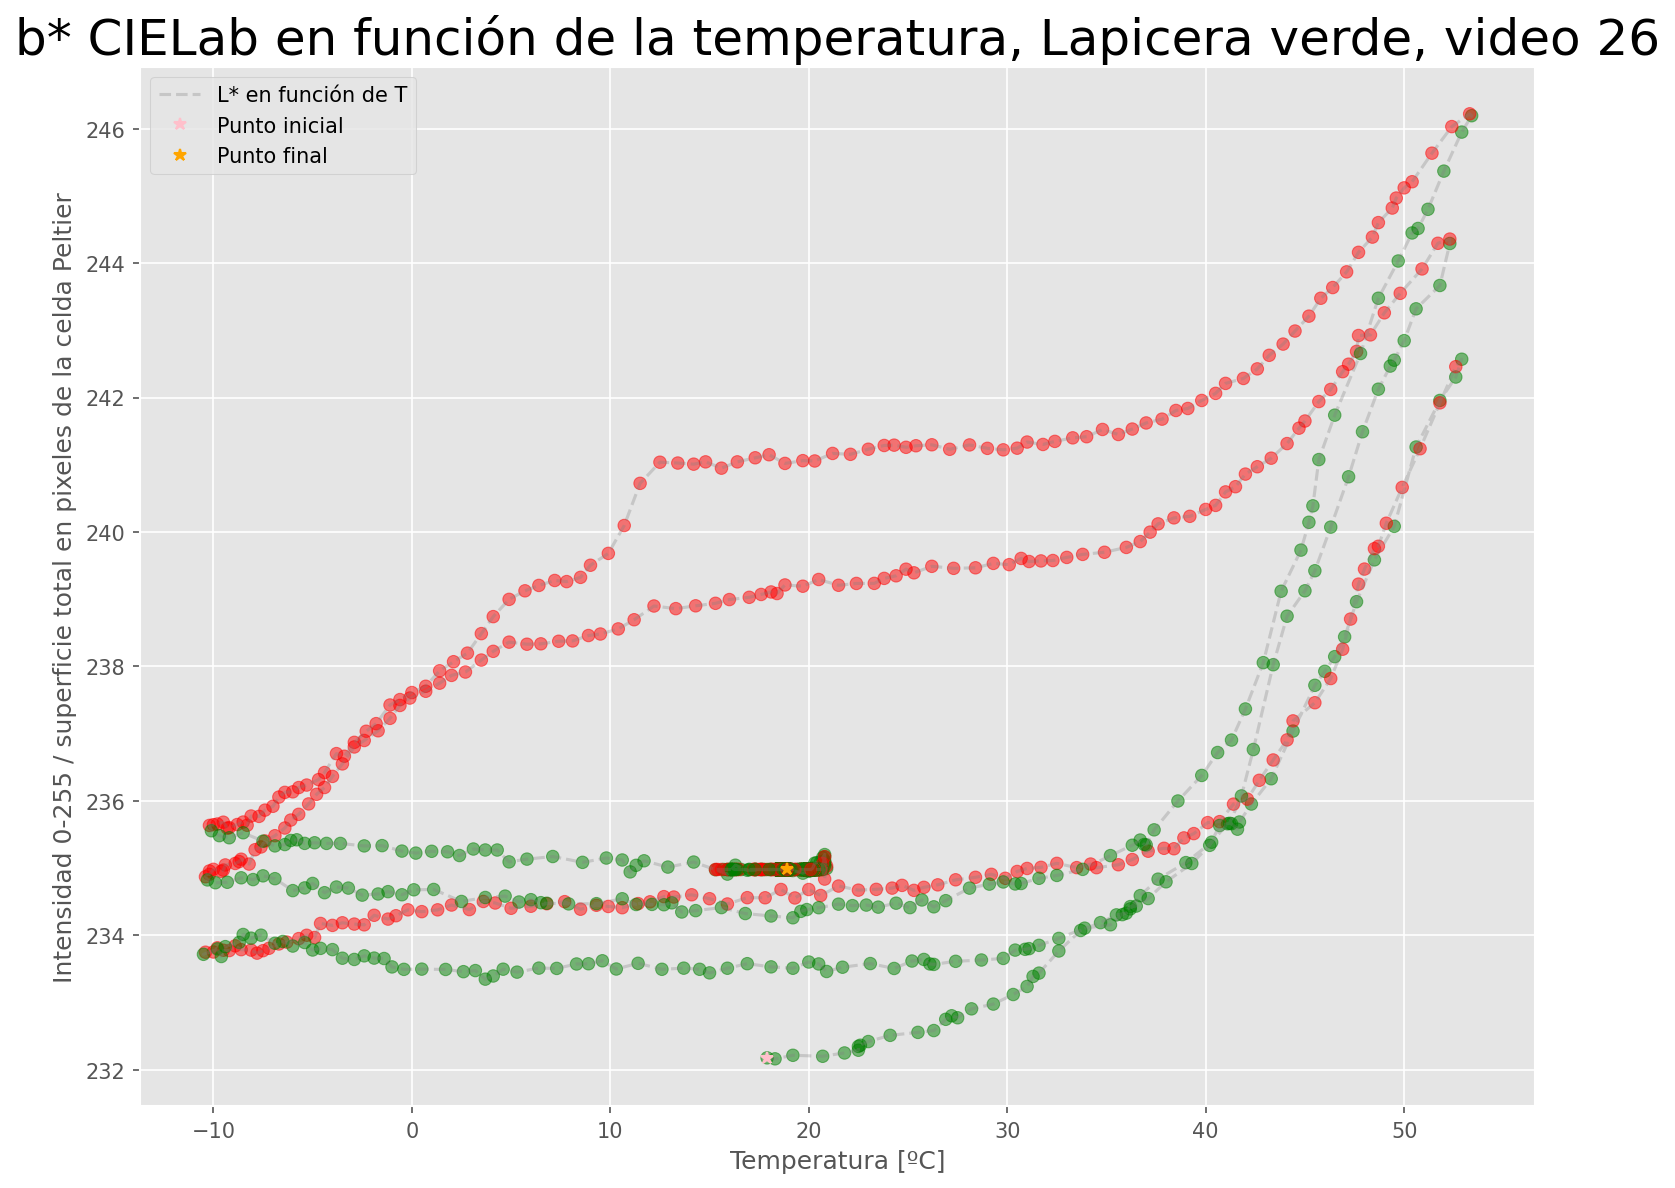 b* CIELab en función de la temperatura, Lapicera verde, video 26
L* en función de T
Punto inicial
Punto final
Intensidad 0-255 / superficie total en pixeles de la celda Peltier
246
244
242
240
238
236
234
232
−10
0
10
20
30
40
50
Temperatura [ºC]